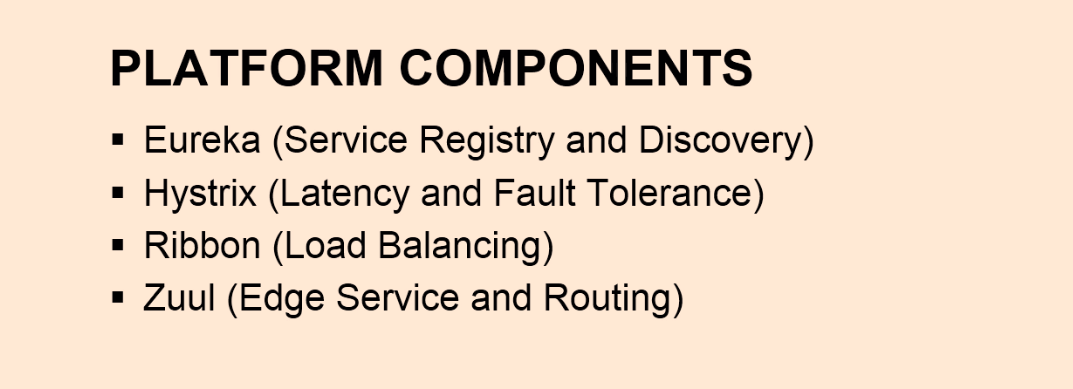 PLATFORM COMPONENTS
▪ Eureka (Service Registry and Discovery)
▪ Hystrix (Latency and Fault Tolerance)
▪ Ribbon (Load Balancing)
▪ Zuul (Edge Service and Routing)